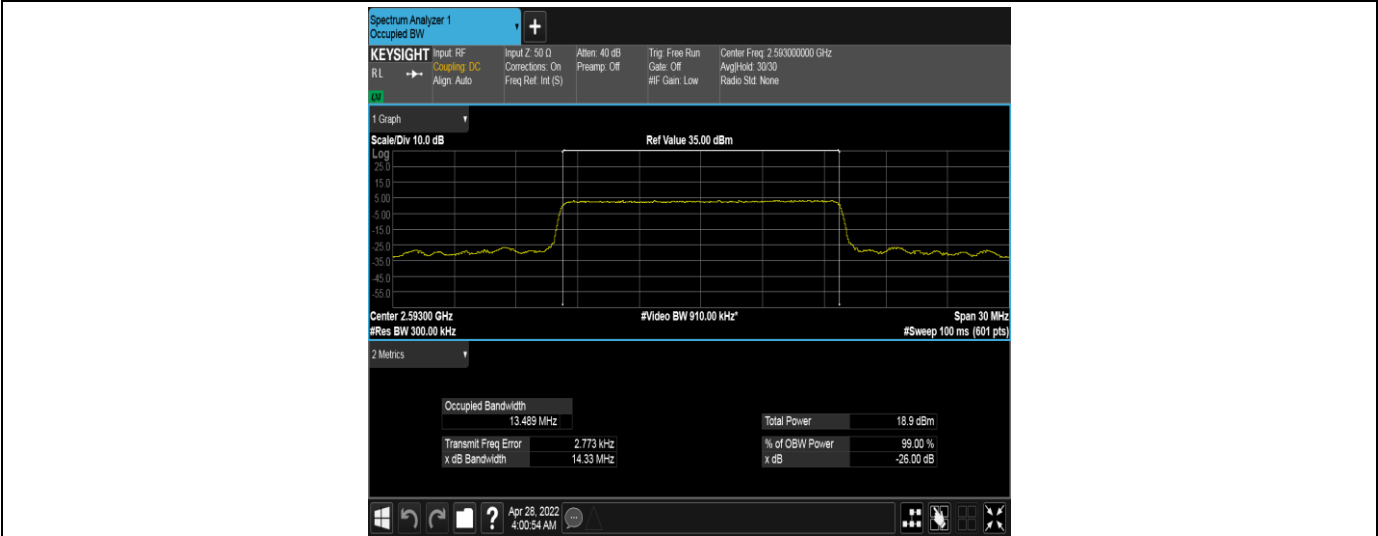 Spectrum Analyzer 1
Occupied BW
+
KEYSIGHT Input: RF Input Z: 50 Ω Atten: 40 dB Trig: Free Run Center Freq: 2.593000000 GHz
RL Coupling: DC Corrections: On Preamp: Off Gate: Off Avg|Hold: 30/30
Align: Auto Freq Ref: Int (S) #IF Gain: Low Radio Std: None
1 Graph
Scale/Div 10.0 dB Ref Value 35.00 dBm
Log
25.0
15.0
5.00
-5.00
-15.0
-25.0
-35.0
-45.0
-55.0
Center 2.59300 GHz #Video BW 910.00 kHz* Span 30 MHz
#Res BW 300.00 kHz #Sweep 100 ms (601 pts)
2 Metrics
Occupied Bandwidth
13.489 MHz Total Power 18.9 dBm
Transmit Freq Error 2.773 kHz % of OBW Power 99.00 %
x dB Bandwidth 14.33 MHz x dB -26.00 dB
? Apr 28, 2022
4:00:54 AM